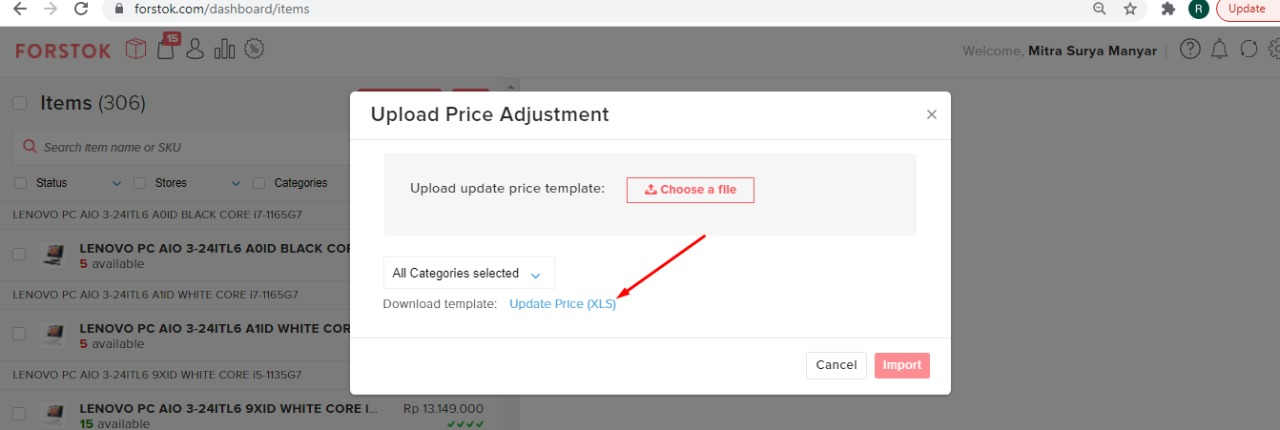 forstok.com/dashboard/items
R
Update
FORSTOK
15
Welcome, Mitra Surya Manyar
Items (306)
Search Item name or SKU
Status
Stores
Categories
LENOVO PC AIO 3-24ITL6 A0ID BLACK CORE i7-1165G7
LENOVO PC AIO 3-24ITL6 A0ID BLACK COR
5 available
LENOVO PC AIO 3-24ITL6 A1ID WHITE CORE i7-1165G7
LENOVO PC AIO 3-24ITL6 A1ID WHITE COR
5 available
LENOVO PC AIO 3-24ITL6 9XID WHITE CORE i5-1135G7
LENOVO PC AIO 3-24ITL6 9XID WHITE CORE I...
Rp 13.149.000
15 available
Upload Price Adjustment
Upload update price template:
Choose a file
All Categories selected
Download template: Update Price (XLS)
Cancel
Import